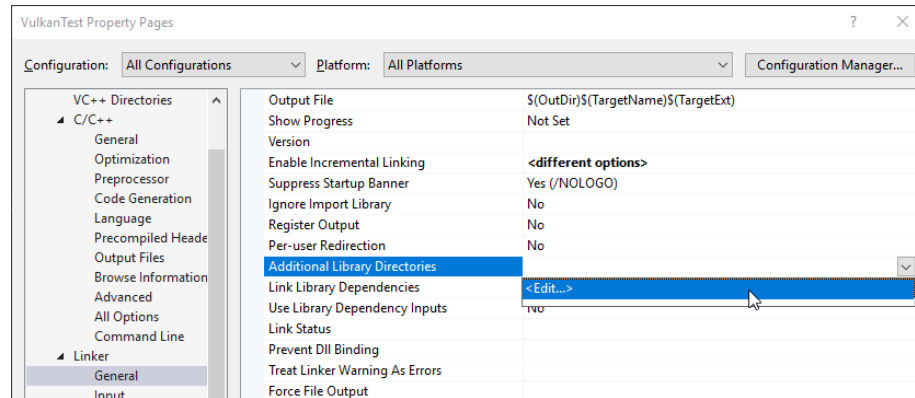 VulkanTest Property Pages
Configuration: All Configurations Platform: All Platforms Configuration Manager...
VC++ Directories
C/C++
General
Optimization
Preprocessor
Code Generation
Language
Precompiled Heade
Output Files
Browse Information
Advanced
All Options
Command Line
Linker
General
Input
Output File $(OutDir)$(TargetName)$(TargetExt)
Show Progress Not Set
Version
Enable Incremental Linking <different options>
Suppress Startup Banner Yes (/NOLOGO)
Ignore Import Library No
Register Output No
Per-user Redirection No
Additional Library Directories
Link Library Dependencies <Edit...>
Use Library Dependency Inputs No
Link Status
Prevent Dll Binding
Treat Linker Warning As Errors
Force File Output